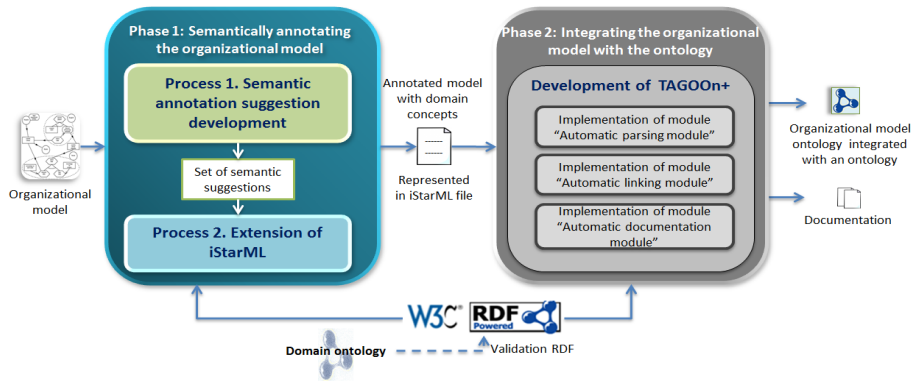 Phase 1: Semantically annotating
the organizational model
Process 1. Semantic
annotation suggestion
development
Set of semantic
suggestions
Process 2. Extension of
iStarML
Organizational
model
Annotated model
with domain
concepts
Represented
in iStarML file
Phase 2: Integrating the organizational
model with the ontology
Development of TAGOOn+
Implementation of module
“Automatic parsing module”
Implementation of module
“Automatic linking module”
Implementation of module
“Automatic documentation
module”
Organizational model
ontology integrated
with an ontology
Documentation
W3C®
RDF
Powered
Domain ontology
Validation RDF